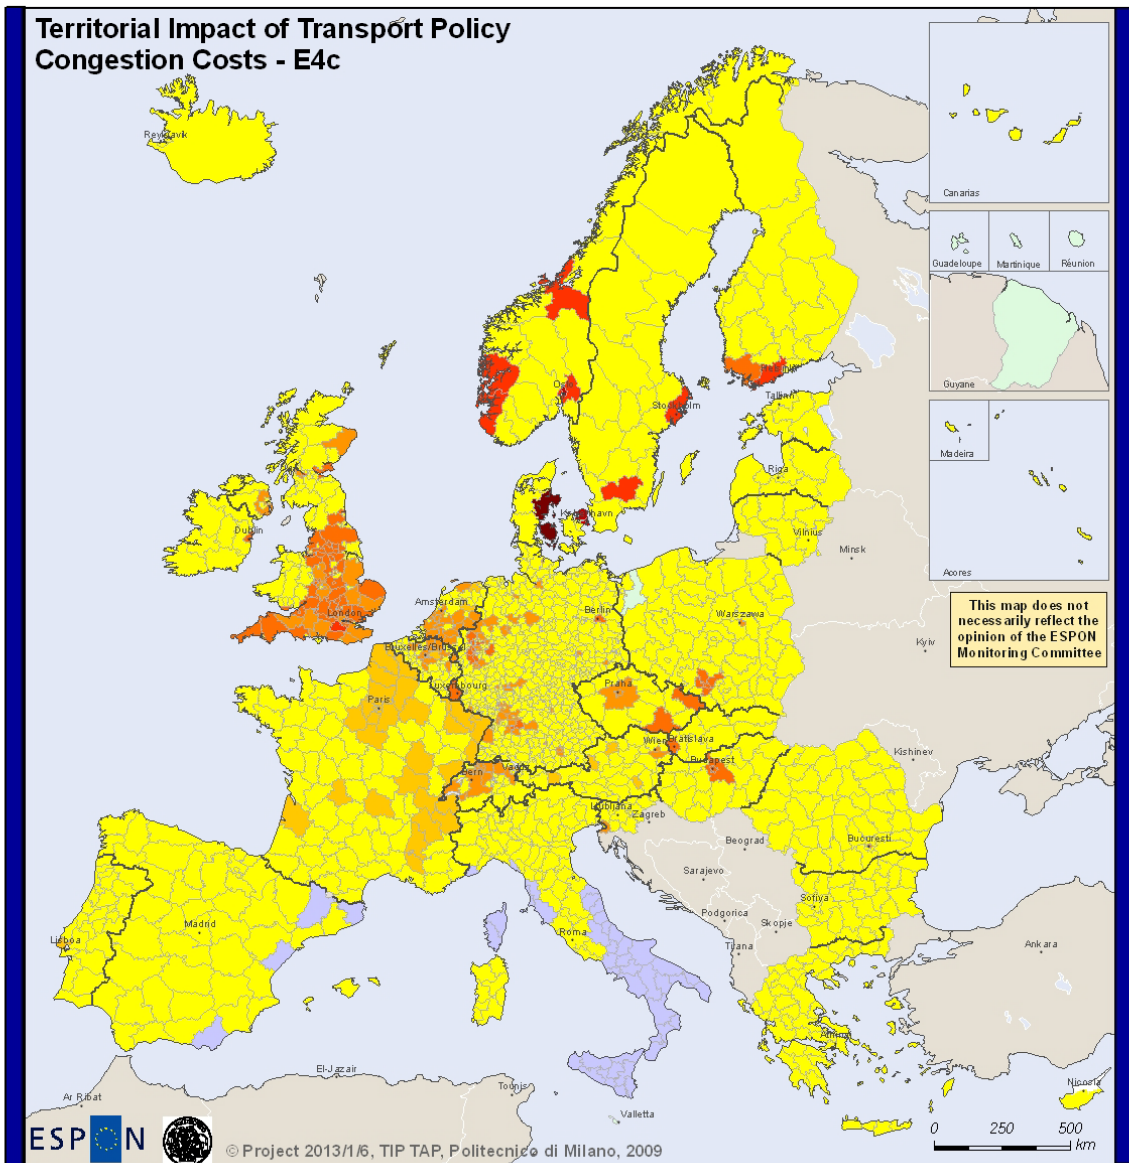 Territorial Impact of Transport Policy
Congestion Costs - E4c
Reykjavik
Canarias
Guadeloupe
Martinique
Réunion
Guyane
Oslo
Stockholm
Helsinki
Tallinn
Madeira
Riga
Acores
København
Dublin
Vilnius
Minsk
London
Amsterdam
Berlin
Warszawa
This map does not
necessarily reflect the
opinion of the ESPON
Monitoring Committee
Kyiv
Bruxelles/Brussel
Luxembourg
Praha
Paris
Wien
Bratislava
Kishinev
Budapest
Bern
Vaduz
Ljubljana
Zagreb
Beograd
Bucuresti
Sarajevo
Madrid
Sofiya
Podgorica
Skopje
Roma
Lisboa
Tirana
Ankara
Athinai
El-Jazair
Tounis
Nicosia
Ar Ribat
Valletta
ESPON
© Project 2013/1/6, TIP TAP, Politecnico di Milano, 2009
0 250 500
km